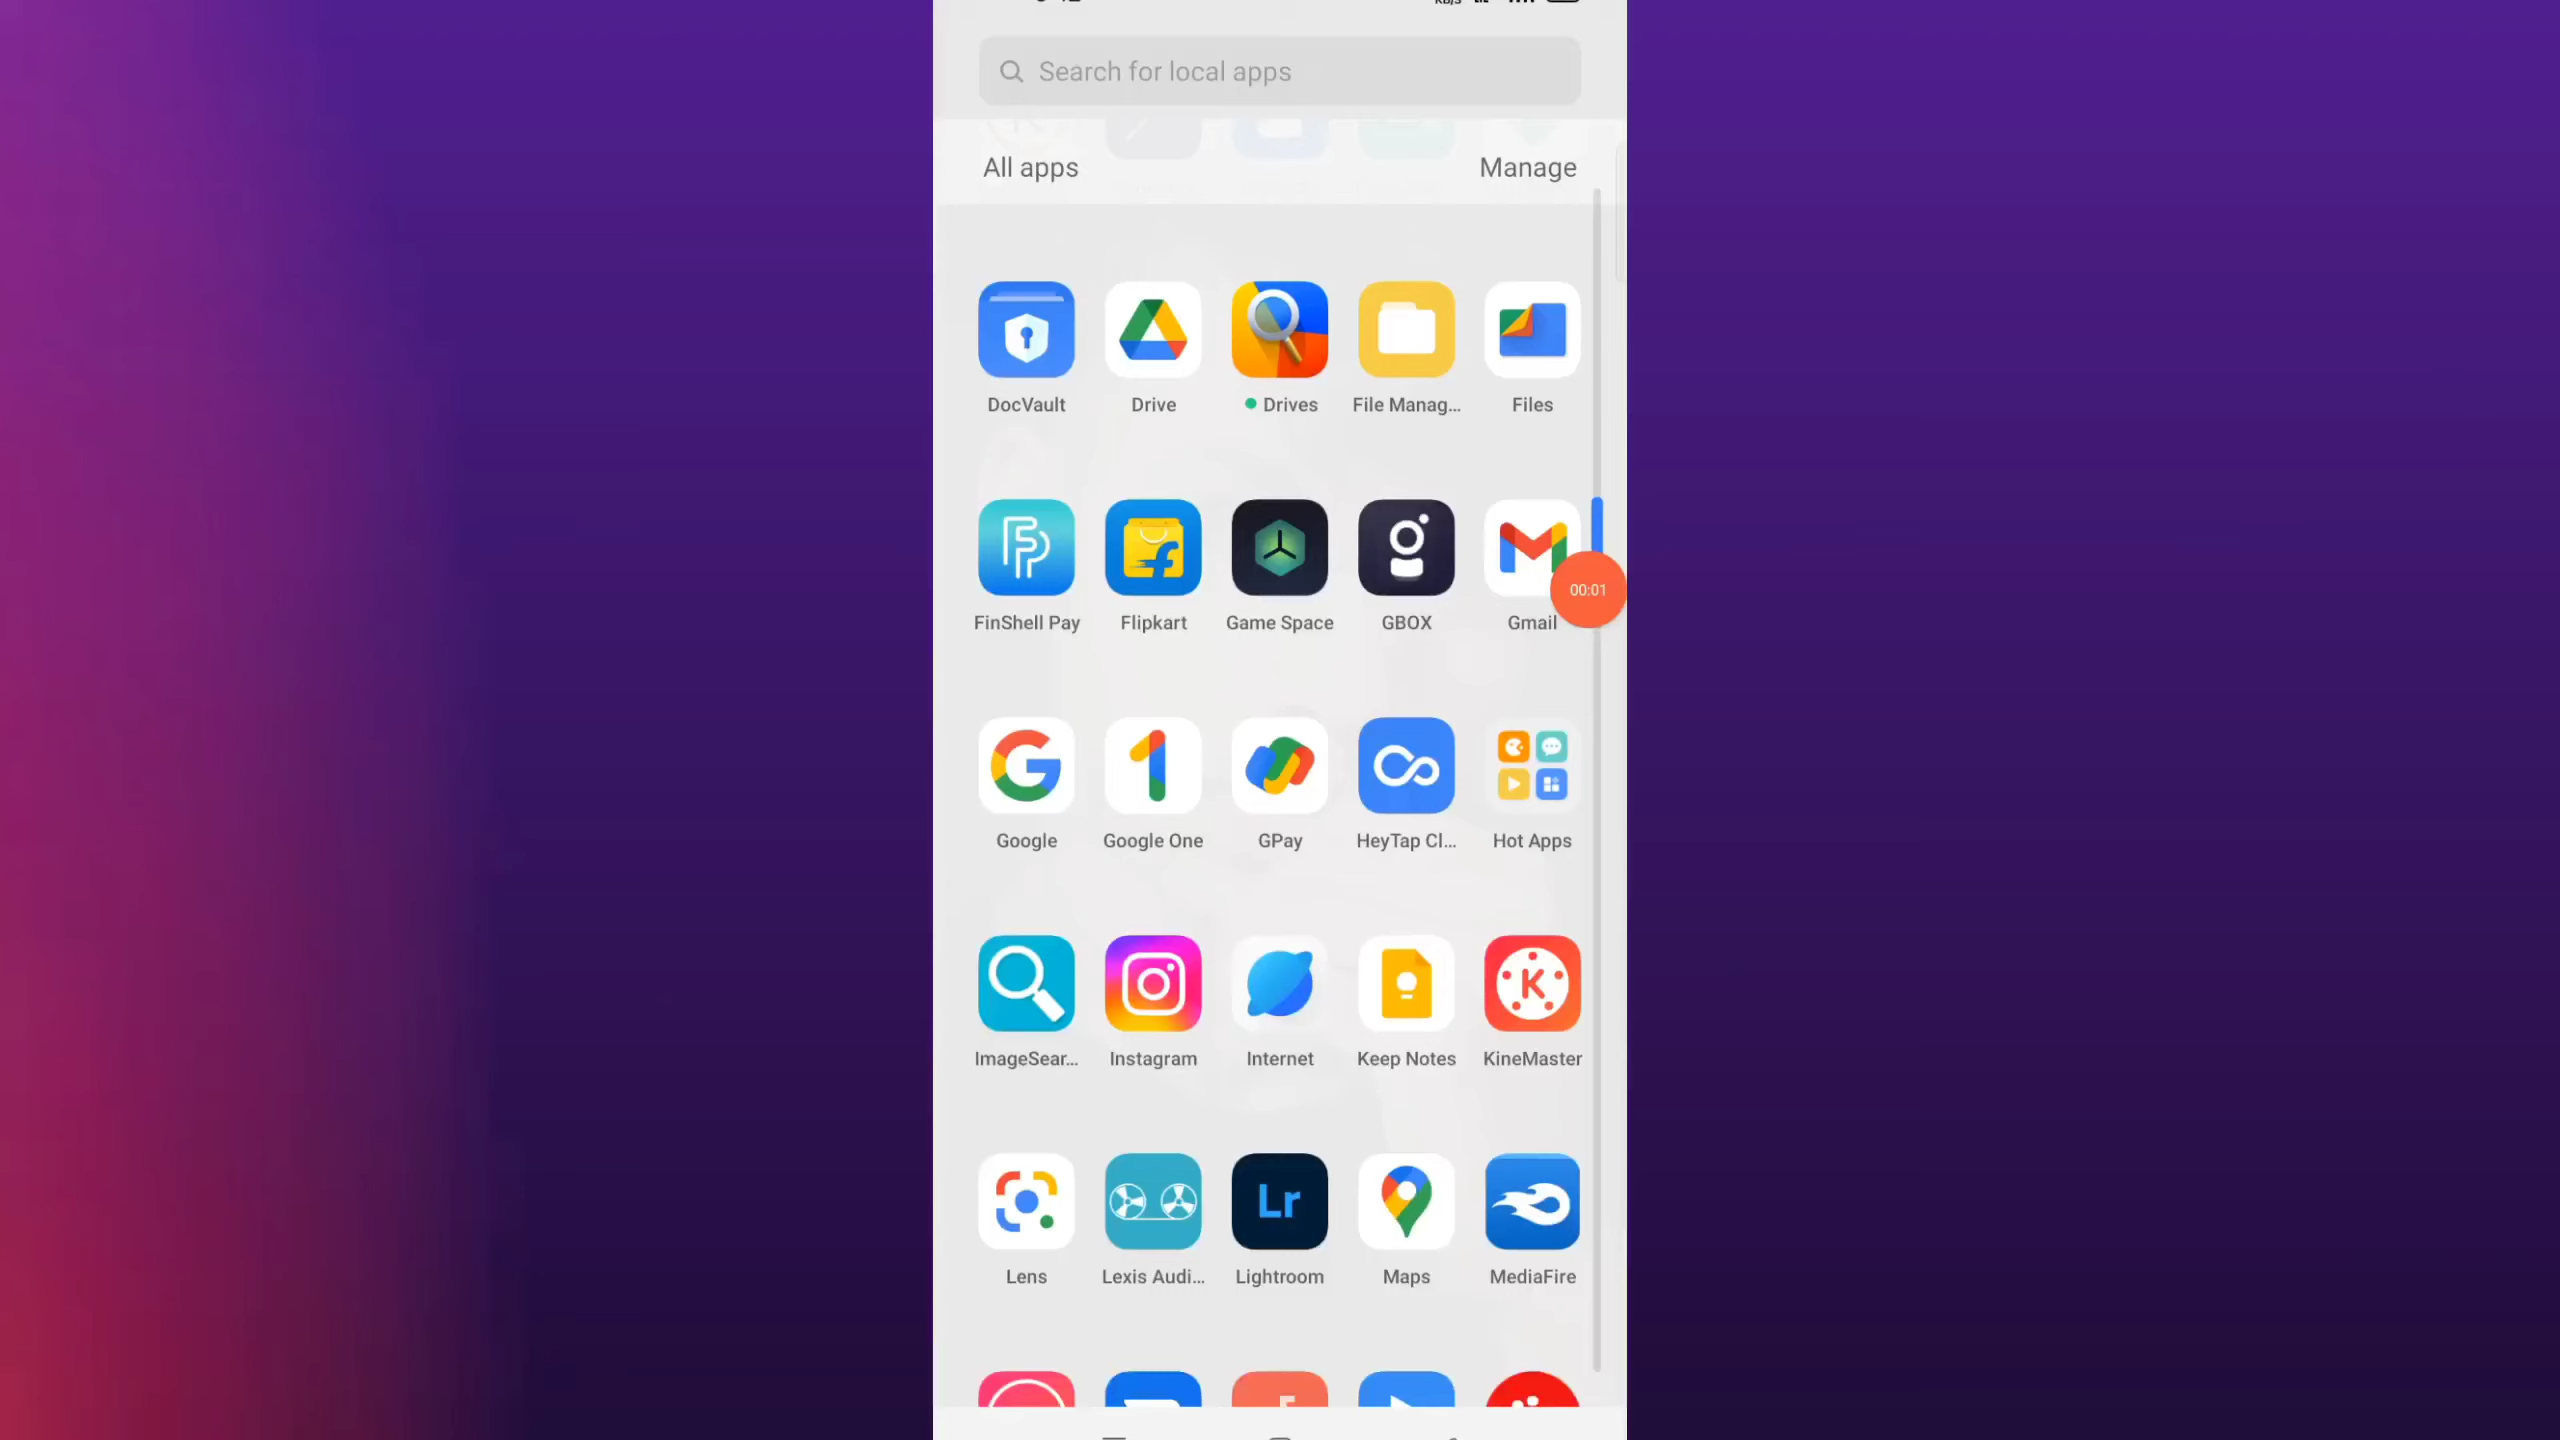 Search for local apps
All apps
Manage
DocVault
Drive
Drives
File Manag...
Files
FinShell Pay
Flipkart
Game Space
GBOX
Gmail
00:01
Google
Google One
GPay
HeyTap Cl...
Hot Apps
ImageSear...
Instagram
Internet
Keep Notes
KineMaster
Lr
Lens
Lexis Audi...
Lightroom
Maps
MediaFire